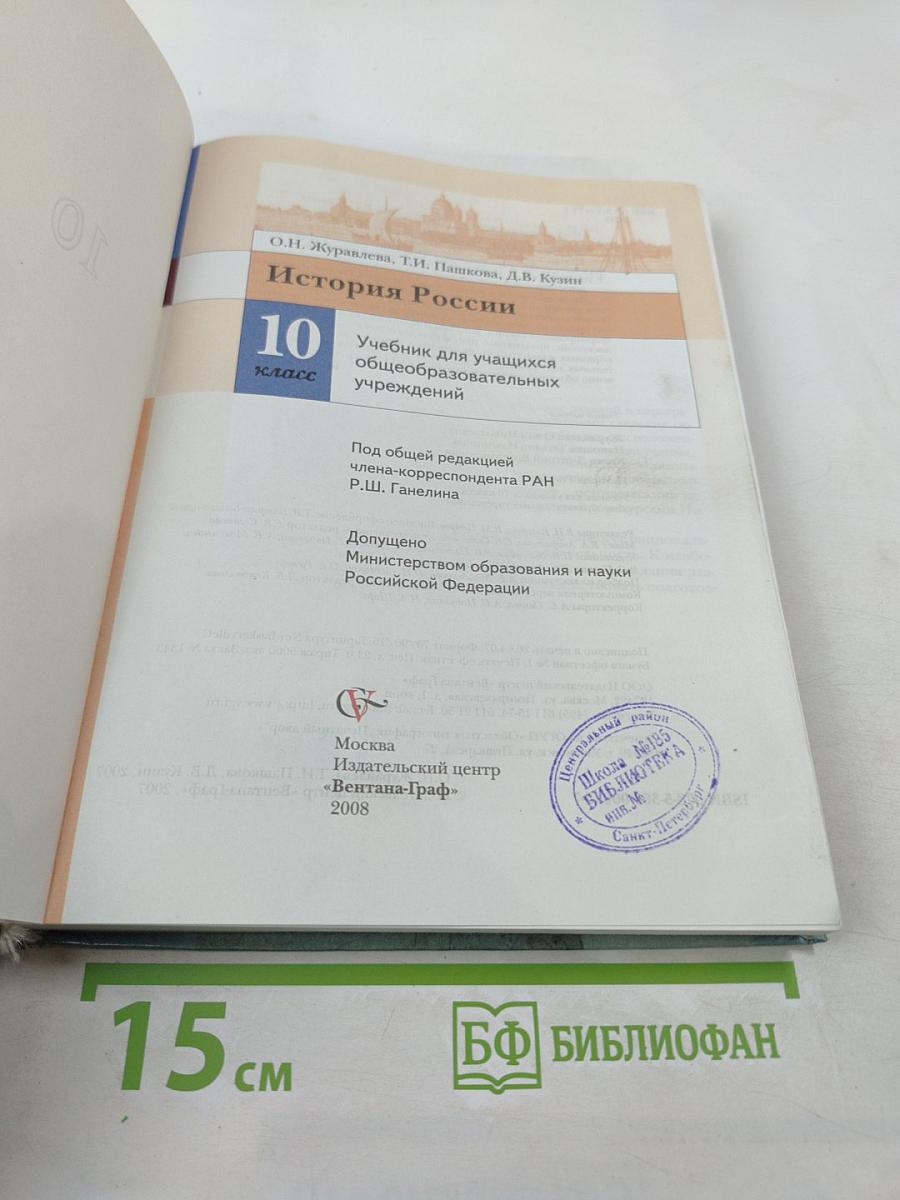 О.Н. Журавлева, Т.И. Пашкова, Д.В. Кузин
История России
10
класс
Учебник для учащихся
общеобразовательных
учреждений
Под общей редакцией
члена-корреспондента РАН
Р.Ш. Ганелина
Допущено
Министерством образования и науки
Российской Федерации
Москва
Издательский центр
«Вентана-Граф»
2008
Центральный район
Школа №185
БИБЛИОТЕКА
инв.№
* Санкт-Петербург *
15 см
БФ БИБЛИОФАН